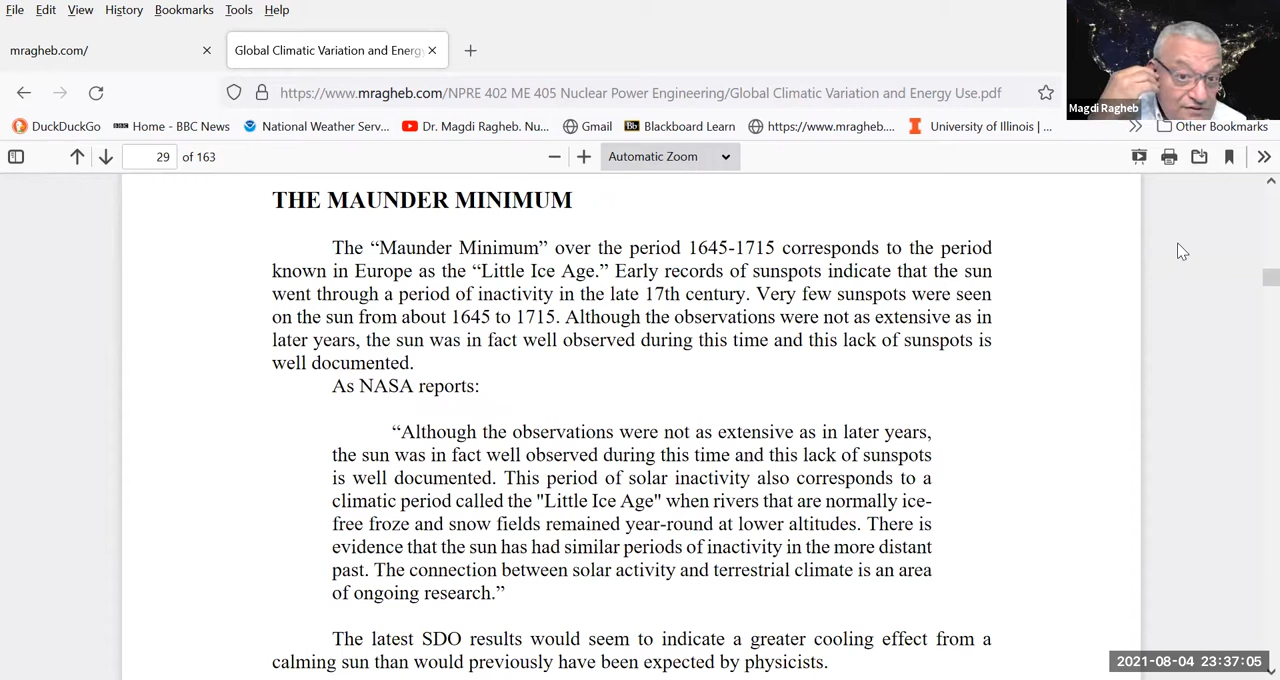 File Edit View History Bookmarks Tools Help
mragheb.com/ Global Climatic Variation and Energy
https://www.mragheb.com/NPRE 402 ME 405 Nuclear Power Engineering/Global Climatic Variation and Energy Use.pdf
Magdi Ragheb
DuckDuckGo BBC Home - BBC News National Weather Serv... Dr. Magdi Ragheb. Nu... Gmail Bb Blackboard Learn https://www.mragheb.... I University of Illinois |... Other Bookmarks
29 of 163 Automatic Zoom
THE MAUNDER MINIMUM
The “Maunder Minimum” over the period 1645-1715 corresponds to the period
known in Europe as the “Little Ice Age.” Early records of sunspots indicate that the sun
went through a period of inactivity in the late 17th century. Very few sunspots were seen
on the sun from about 1645 to 1715. Although the observations were not as extensive as in
later years, the sun was in fact well observed during this time and this lack of sunspots is
well documented.
As NASA reports:
“Although the observations were not as extensive as in later years,
the sun was in fact well observed during this time and this lack of sunspots
is well documented. This period of solar inactivity also corresponds to a
climatic period called the "Little Ice Age" when rivers that are normally ice-
free froze and snow fields remained year-round at lower altitudes. There is
evidence that the sun has had similar periods of inactivity in the more distant
past. The connection between solar activity and terrestrial climate is an area
of ongoing research.”
The latest SDO results would seem to indicate a greater cooling effect from a
calming sun than would previously have been expected by physicists.
2021-08-04 23:37:05